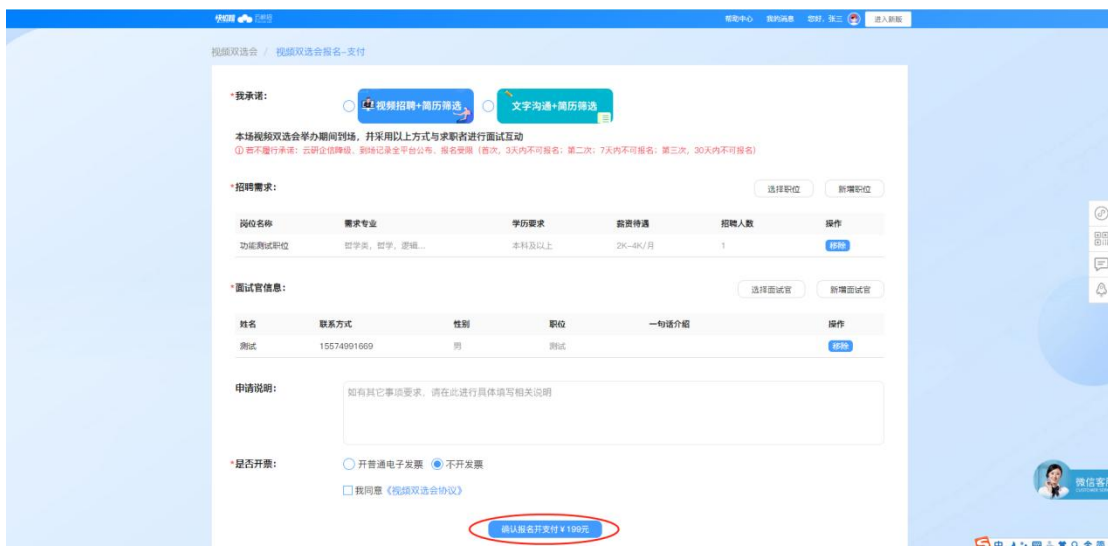 帮助中心 我的消息 您好, 张三 进入新版
视频双选会 / 视频双选会报名-支付
*我承诺:
视频招聘+简历筛选 文字沟通+简历筛选
本场视频双选会举办期间到场，并采用以上方式与求职者进行面试互动
若不履行承诺：云研企信降级、到场记录全平台公布、报名受限（首次，3天内不可报名；第二次：7天内不可报名；第三次，30天内不可报名）
*招聘需求: 选择职位 新增职位
岗位名称 需求专业 学历要求 薪资待遇 招聘人数 操作
功能测试职位 哲学类，哲学，逻辑... 本科及以上 2K-4K/月 1 移除
*面试官信息: 选择面试官 新增面试官
姓名 联系方式 性别 职位 一句话介绍 操作
测试 15574991669 男 测试 移除
申请说明:
如有其它事项要求，请在此进行具体填写相关说明
*是否开票: 开普通电子发票 不开发票
我同意《视频双选会协议》
微信客
确认报名并支付¥199元